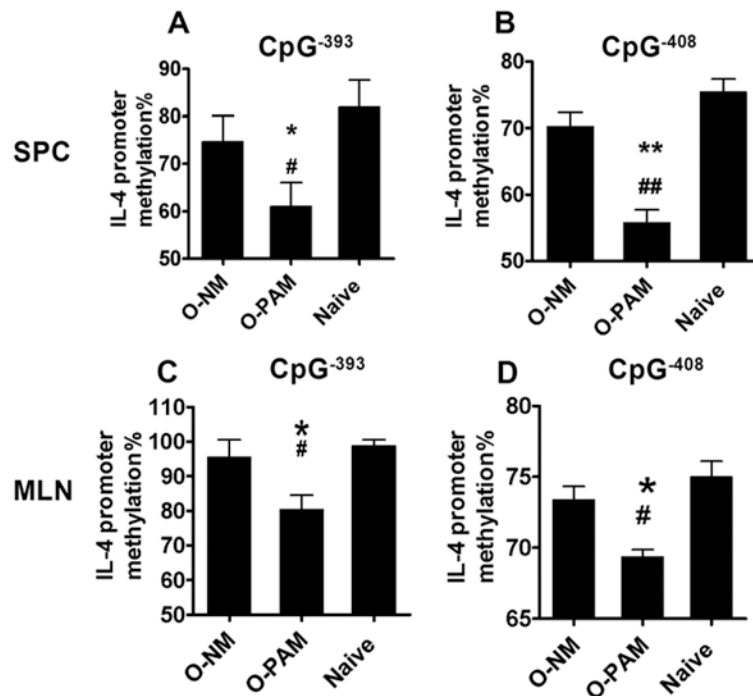 A
B
CpG-393
CpG-408
SPC
IL-4 promoter
methylation%
90
80
70
60
50
*
#
O-NM
O-PAM
Naive
IL-4 promoter
methylation%
80
70
60
50
**
##
O-NM
O-PAM
Naive
C
D
CpG-393
CpG-408
MLN
IL-4 promoter
methylation%
110
100
90
80
70
60
50
*
#
O-NM
O-PAM
Naive
IL-4 promoter
methylation%
80
75
70
65
*
#
O-NM
O-PAM
Naive